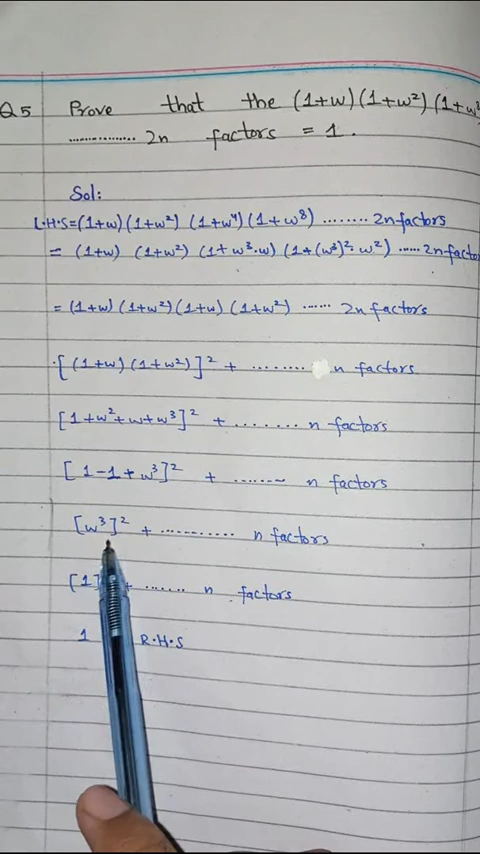 Q5 Prove that the (1+w)(1+w²)(1+w
.................. 2n factors = 1.
Sol:
L.H.S=(1+w)(1+w²) (1+w⁴)(1+w⁸) ........ 2n factors
= (1+w) (1+w²) (1+w³.w) (1+(w³)².w²) ..... 2n facto
= (1+w)(1+w²)(1+w)(1+w²) ...... 2n factors
[(1+w)(1+w²)]² + ........ n factors
[1+w²+w+w³]² + ........ n factors
[1-1+w³]² + ....... n factors
[w³]² + ........... n factors
[1] ....... n factors
1 R.H.S